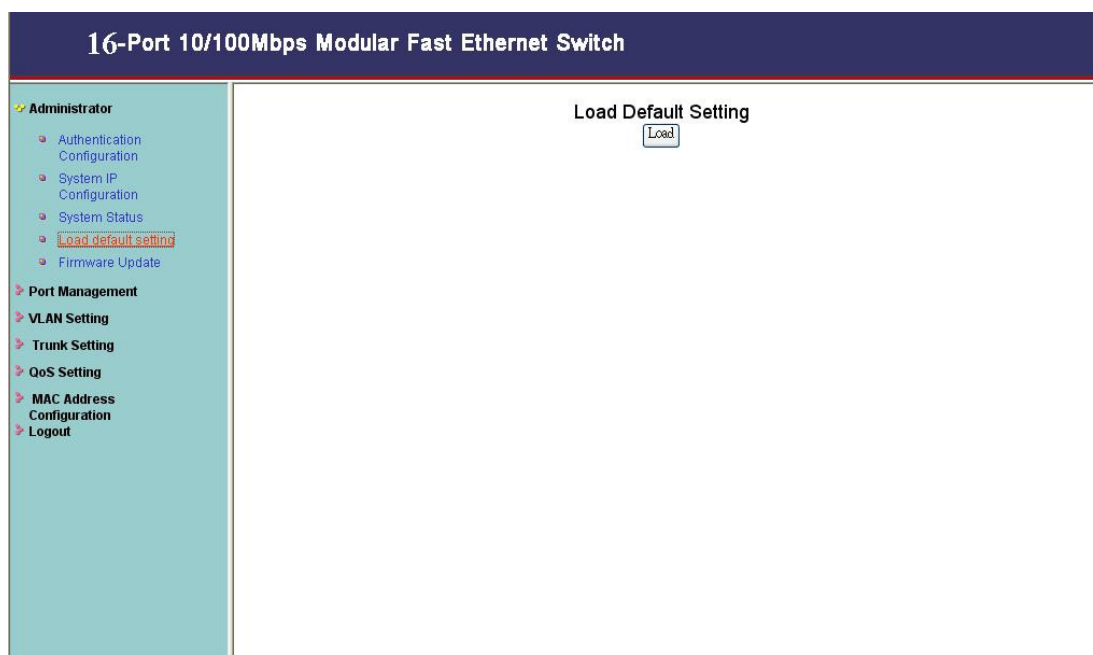 16-Port 10/100Mbps Modular Fast Ethernet Switch
Administrator
Authentication
Configuration
System IP
Configuration
System Status
Load default setting
Firmware Update
Port Management
VLAN Setting
Trunk Setting
QoS Setting
MAC Address
Configuration
Logout
Load Default Setting
Load